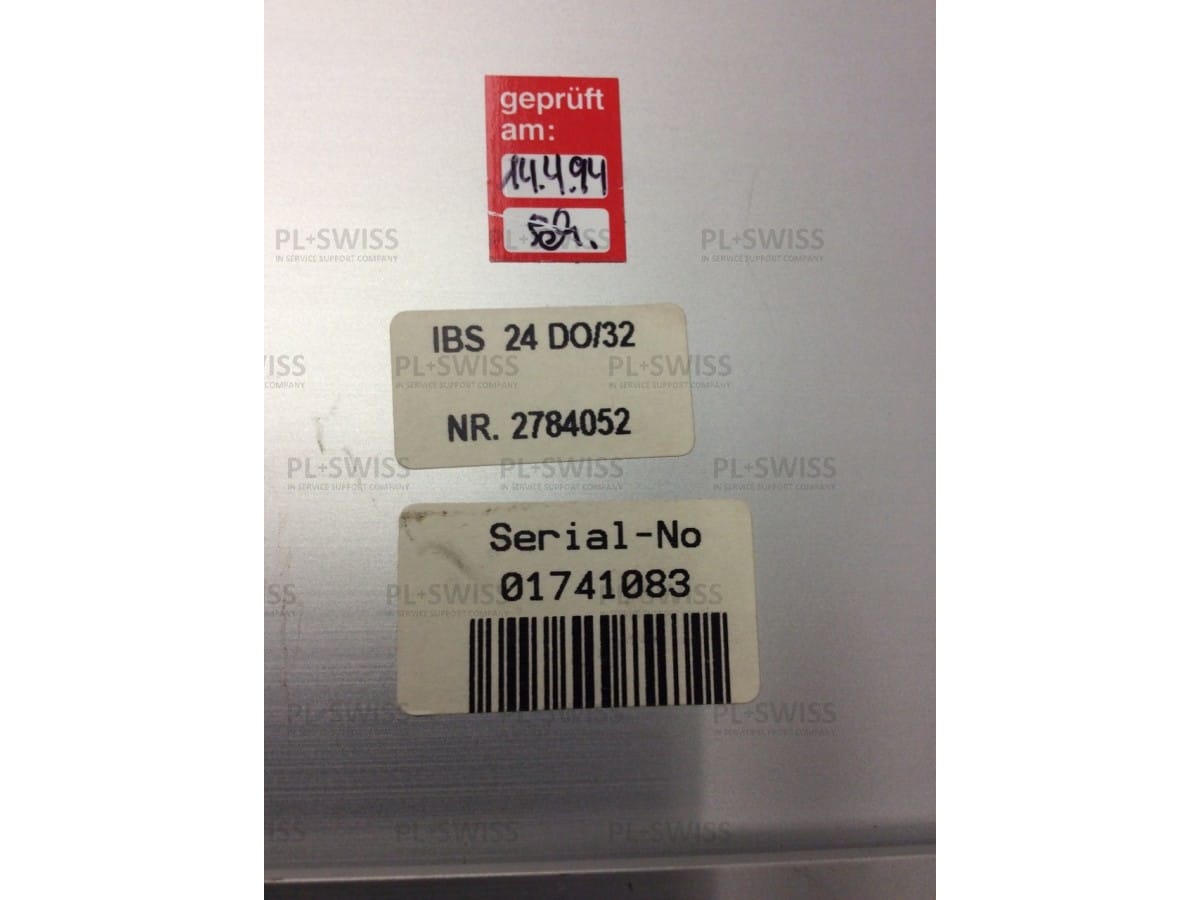 geprüft
am:
14.4.94
IBS 24 DO/32
NR. 2784052
Serial-No
01741083
PL+SWISS
IN SERVICE SUPPORT COMPANY